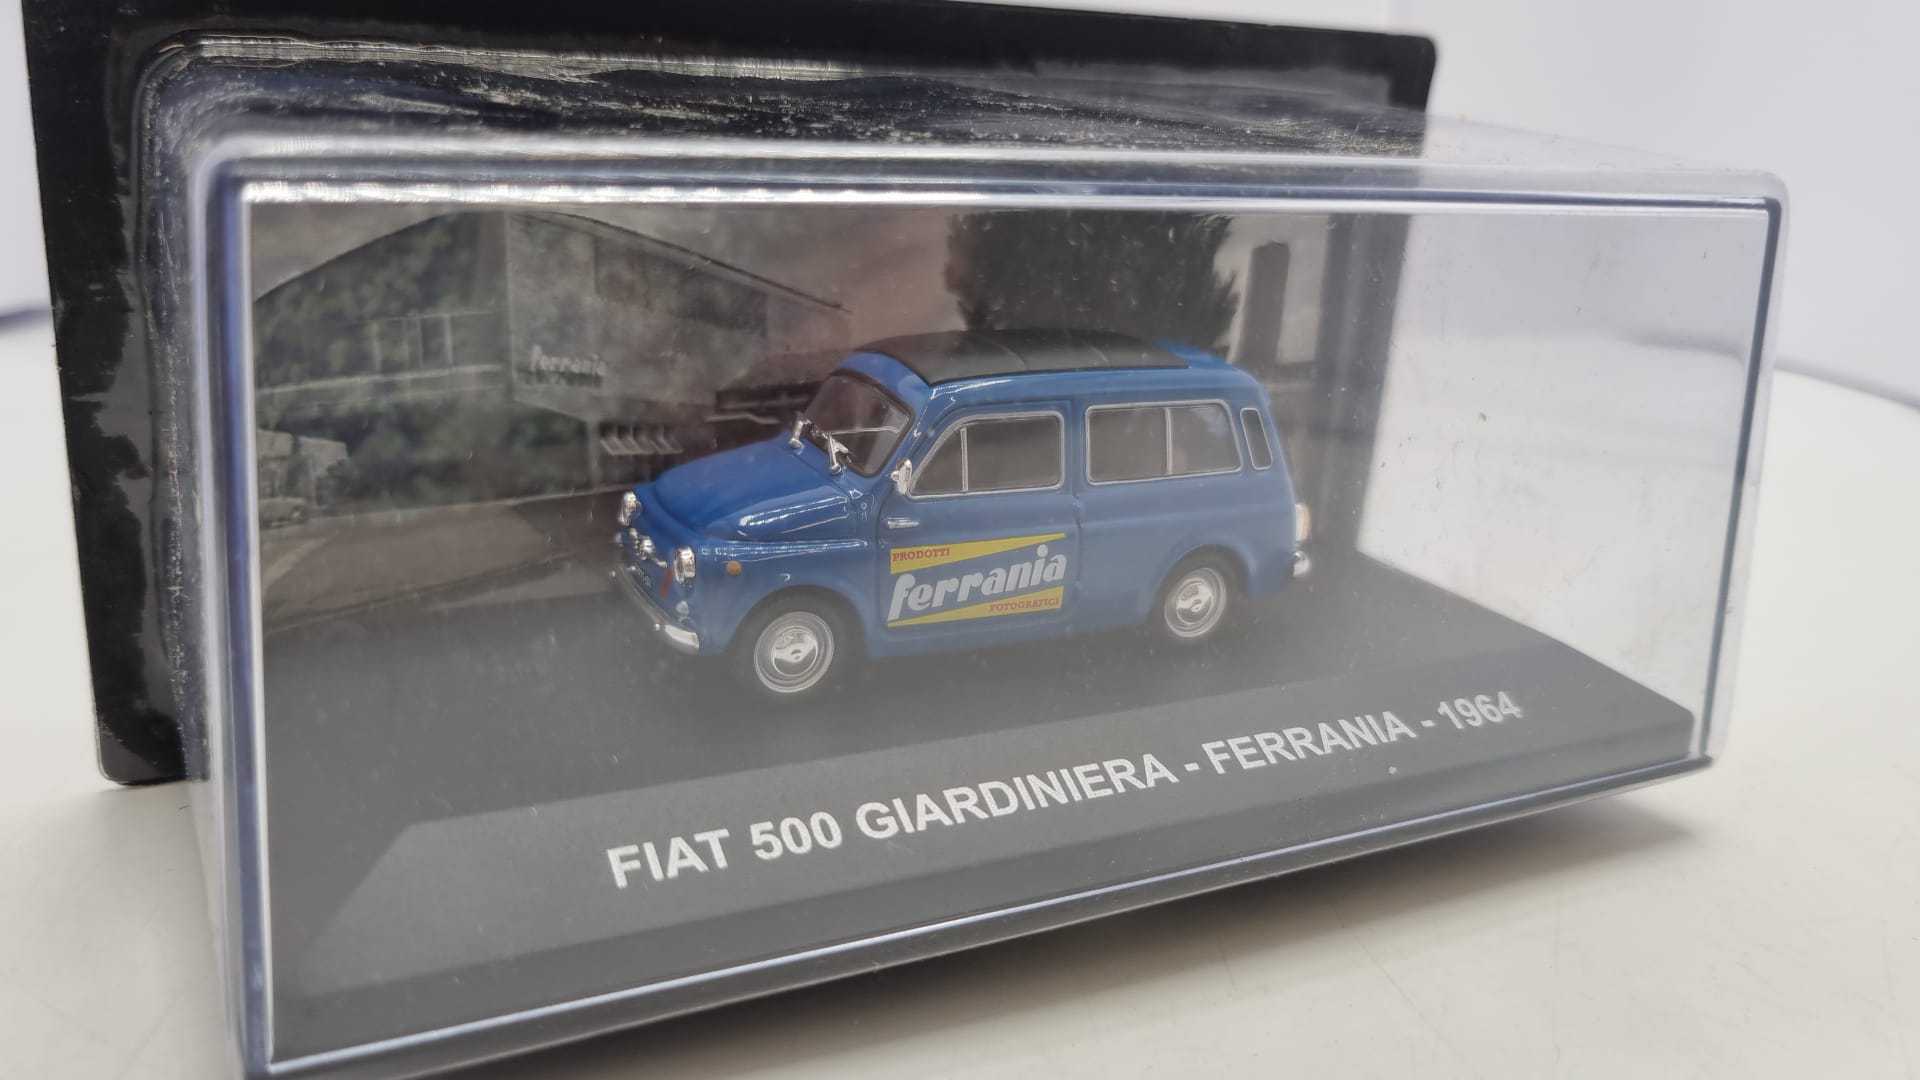 ferrania
PRODOTTI
ferrania
FOTOGRAFICI
FIAT 500 GIARDINIERA - FERRANIA - 1964